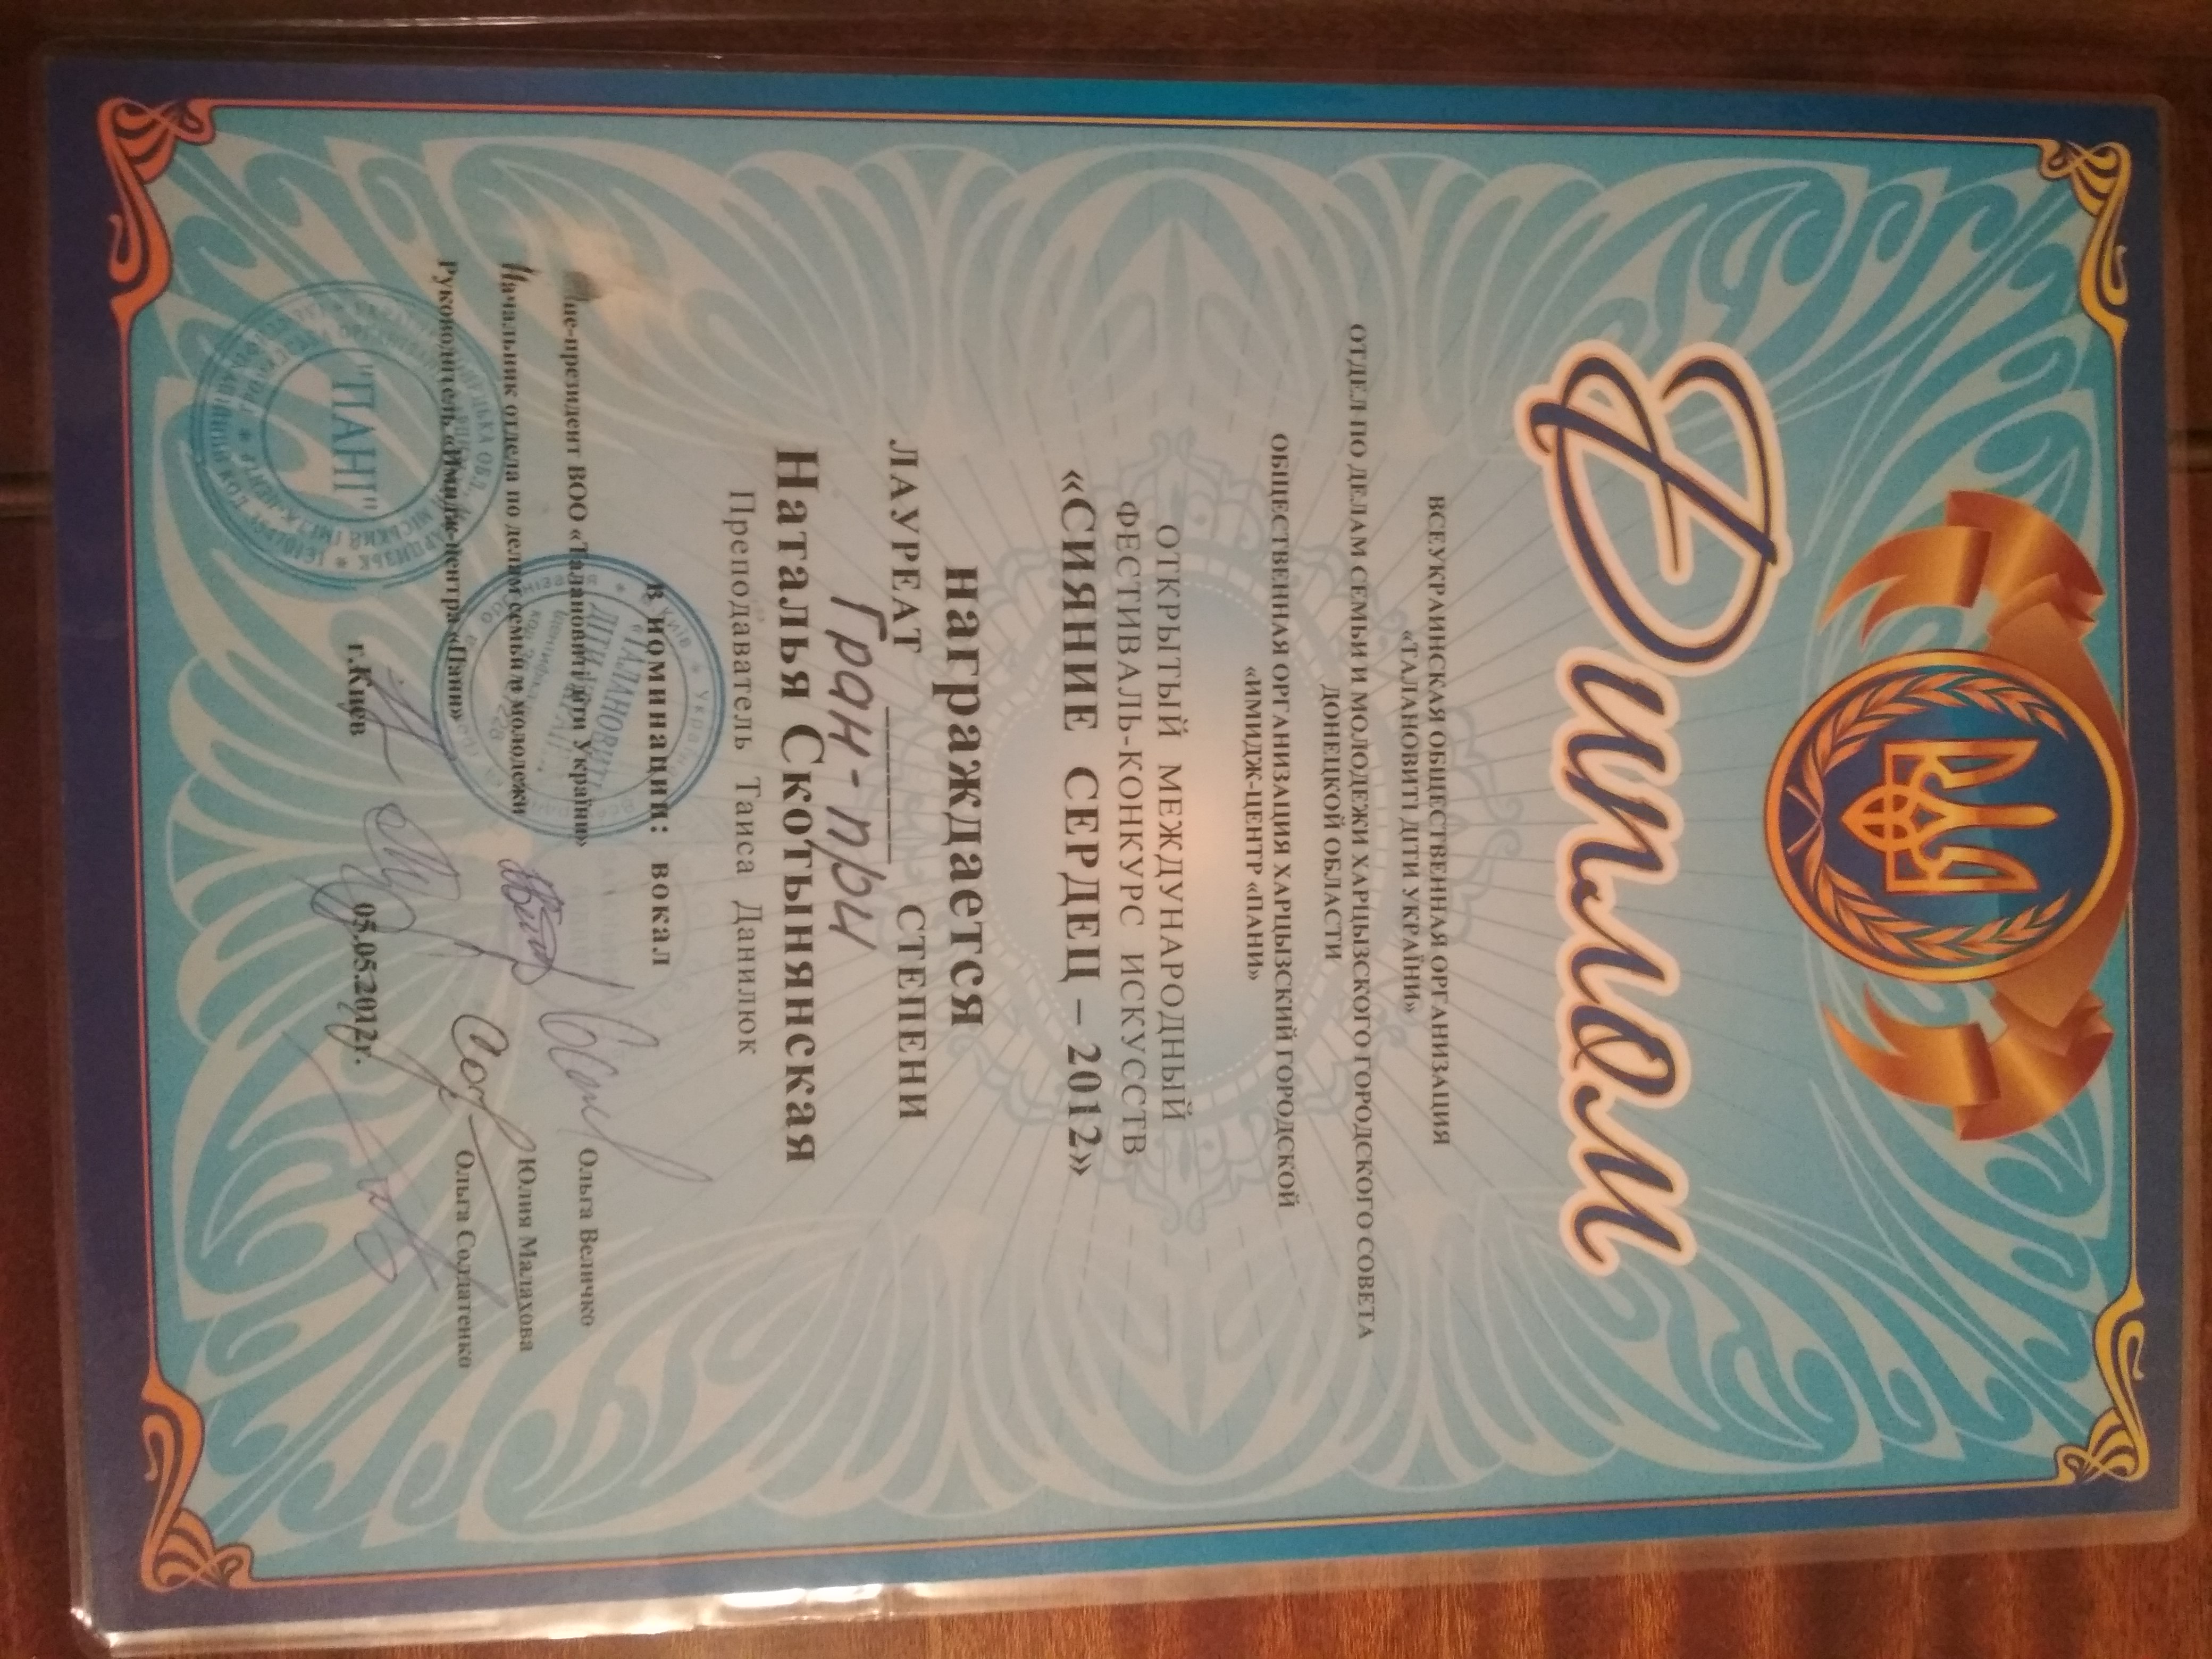 Диплом
ВСЕУКРАИНСКАЯ ОБЩЕСТВЕННАЯ ОРГАНИЗАЦИЯ
«ТАЛАНОВИТІ ДІТИ УКРАЇНИ»
ОТДЕЛ ПО ДЕЛАМ СЕМЬИ И МОЛОДЕЖИ ХАРЦЫЗСКОГО ГОРОДСКОГО СОВЕТА
ДОНЕЦКОЙ ОБЛАСТИ
ОБЩЕСТВЕННАЯ ОРГАНИЗАЦИЯ ХАРЦЫЗСКИЙ ГОРОДСКОЙ
«ИМИДЖ-ЦЕНТР «ПАНИ»
ОТКРЫТЫЙ МЕЖДУНАРОДНЫЙ
ФЕСТИВАЛЬ-КОНКУРС ИСКУССТВ
«СИЯНИЕ СЕРДЕЦ – 2012»
награждается
ЛАУРЕАТ ______ СТЕПЕНИ
Гран-при
Наталья Скотынянская
Преподаватель Таиса Данилюк
В номинации: вокал
це-президент ВОО «Талановиті діти України» Ольга Величко
Начальник отдела по делам семьи и молодежи Юлия Малахова
Руководитель «Имидж-центра «Пани» Ольга Солдатенко
"ПАНІ"
г.Киев 05.05.2012г.